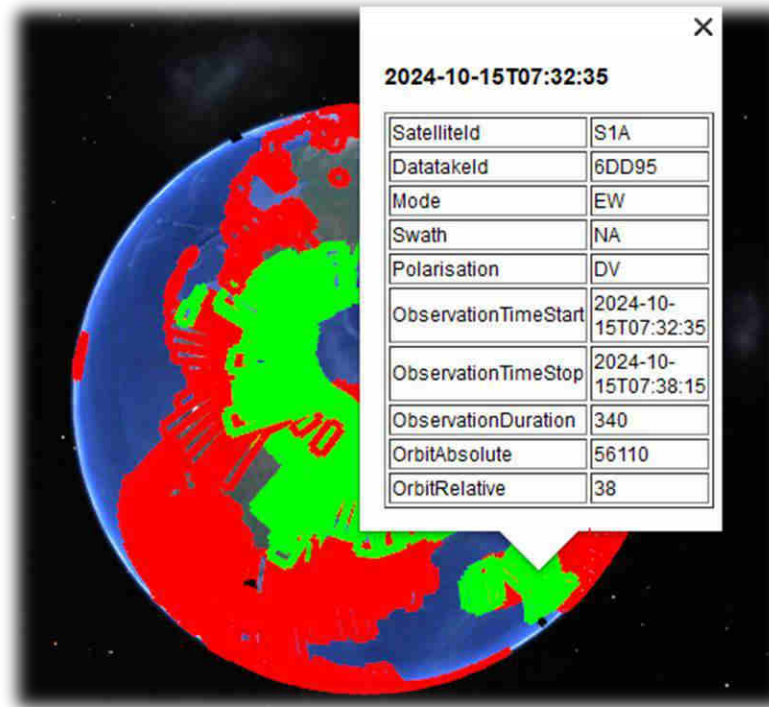 2024-10-15T07:32:35
SatelliteId S1A
DatatakeId 6DD95
Mode EW
Swath NA
Polarisation DV
ObservationTimeStart 2024-10-
15T07:32:35
ObservationTimeStop 2024-10-
15T07:38:15
ObservationDuration 340
OrbitAbsolute 56110
OrbitRelative 38